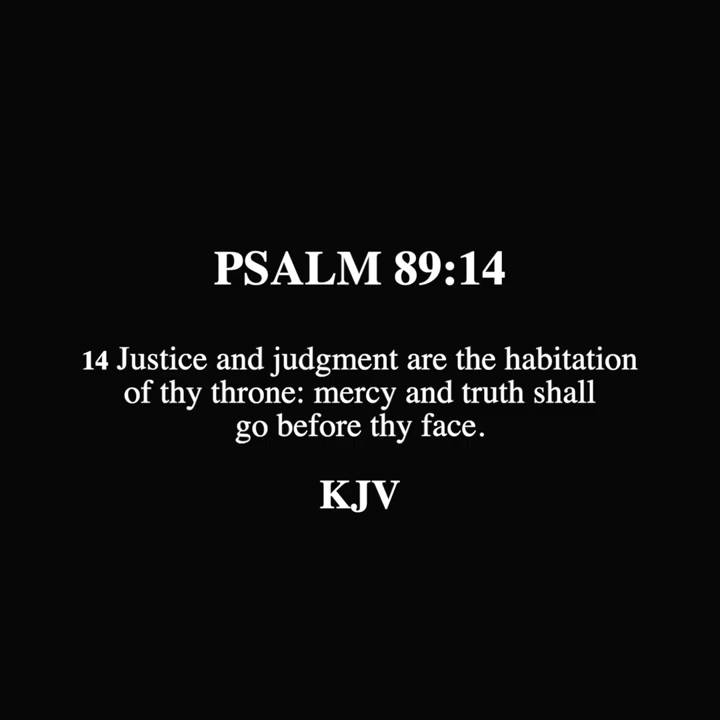 PSALM 89:14
14 Justice and judgment are the habitation
of thy throne: mercy and truth shall
go before thy face.
KJV